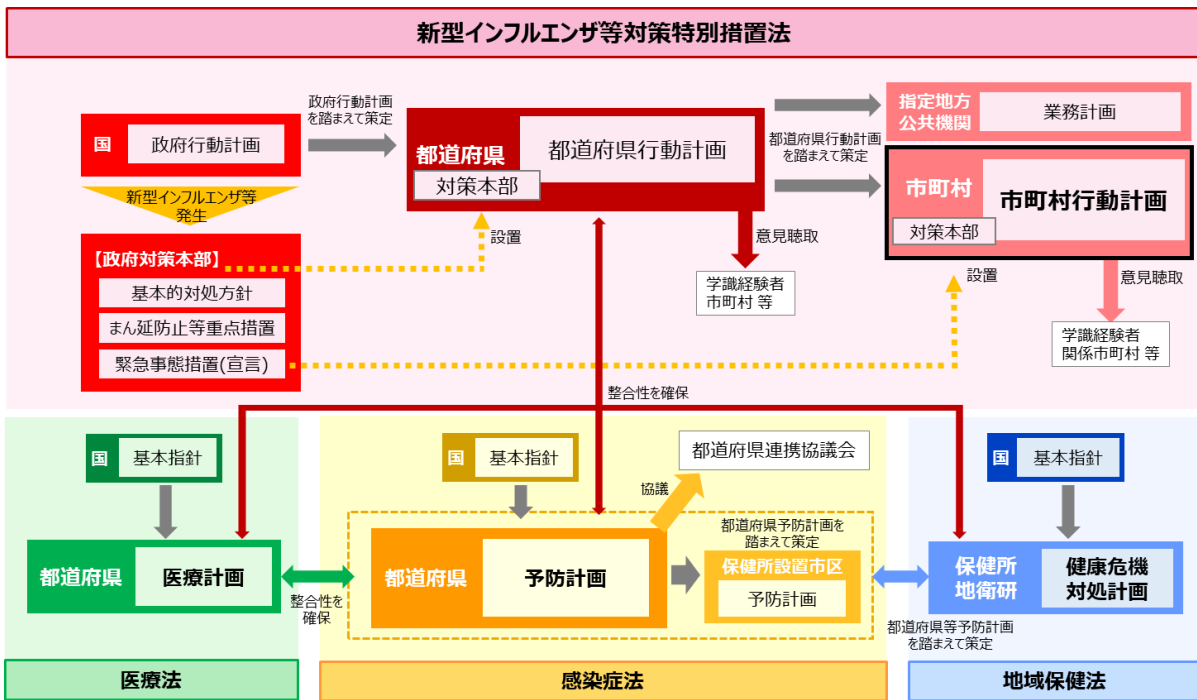 新型インフルエンザ等対策特別措置法
国
政府行動計画
政府行動計画
を踏まえて策定
都道府県
都道府県行動計画
対策本部
都道府県行動計画
を踏まえて策定
指定地方
公共機関
業務計画
市町村
市町村行動計画
対策本部
新型インフルエンザ等
発生
【政府対策本部】
基本的対処方針
まん延防止等重点措置
緊急事態措置(宣言)
設置
意見聴取
学識経験者
市町村 等
設置
意見聴取
学識経験者
関係市町村 等
整合性を確保
国
基本指針
都道府県
医療計画
整合性を
確保
医療法
国
基本指針
協議
都道府県連携協議会
都道府県
予防計画
都道府県予防計画を
踏まえて策定
保健所設置市区
予防計画
感染症法
国
基本指針
保健所
地衛研
健康危機
対処計画
都道府県等予防計画
を踏まえて策定
地域保健法